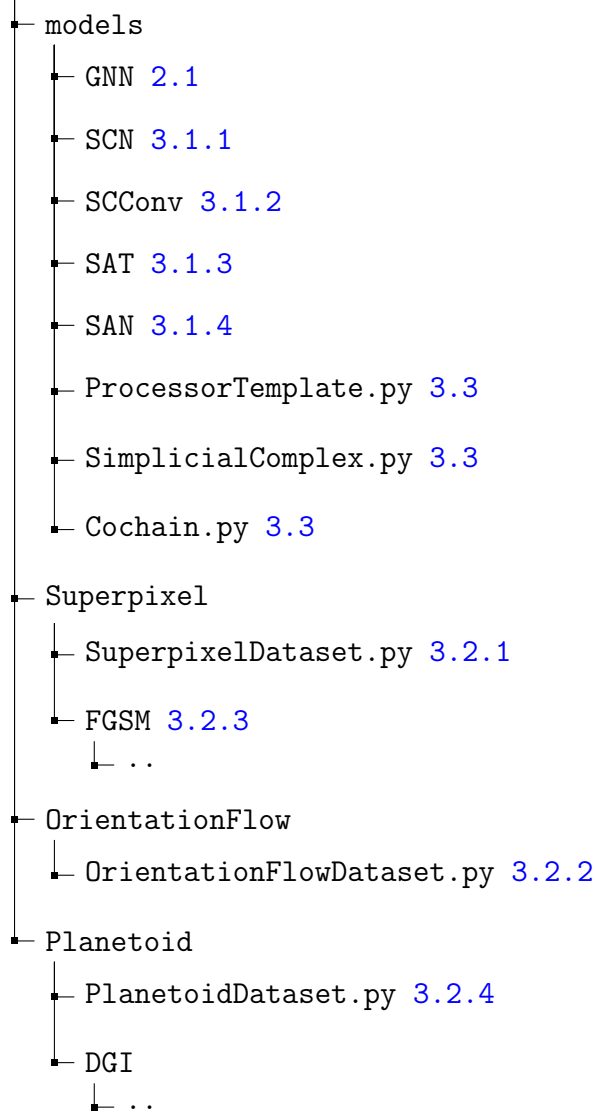 models
GNN 2.1
SCN 3.1.1
SCConv 3.1.2
SAT 3.1.3
SAN 3.1.4
ProcessorTemplate.py 3.3
SimplicialComplex.py 3.3
Cochain.py 3.3
Superpixel
SuperpixelDataset.py 3.2.1
FGSM 3.2.3
..
OrientationFlow
OrientationFlowDataset.py 3.2.2
Planetoid
PlanetoidDataset.py 3.2.4
DGI
..